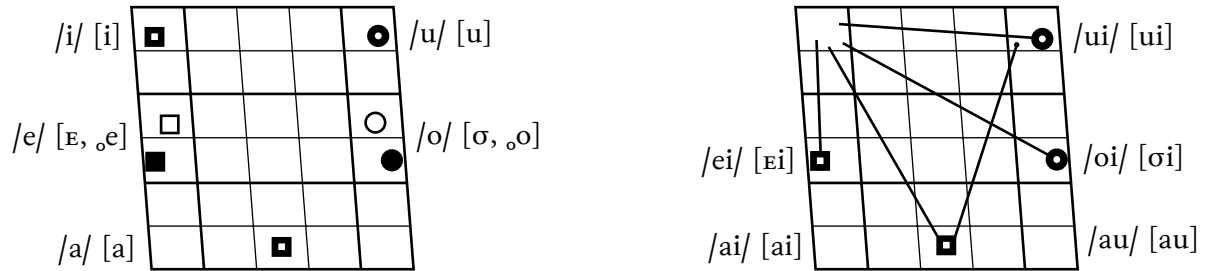 /i/ [i]
/u/ [u]
/e/ [ᴇ, ˳e]
/o/ [σ, ˳o]
/a/ [a]
/ui/ [ui]
/ei/ [ᴇi]
/oi/ [σi]
/ai/ [ai]
/au/ [au]